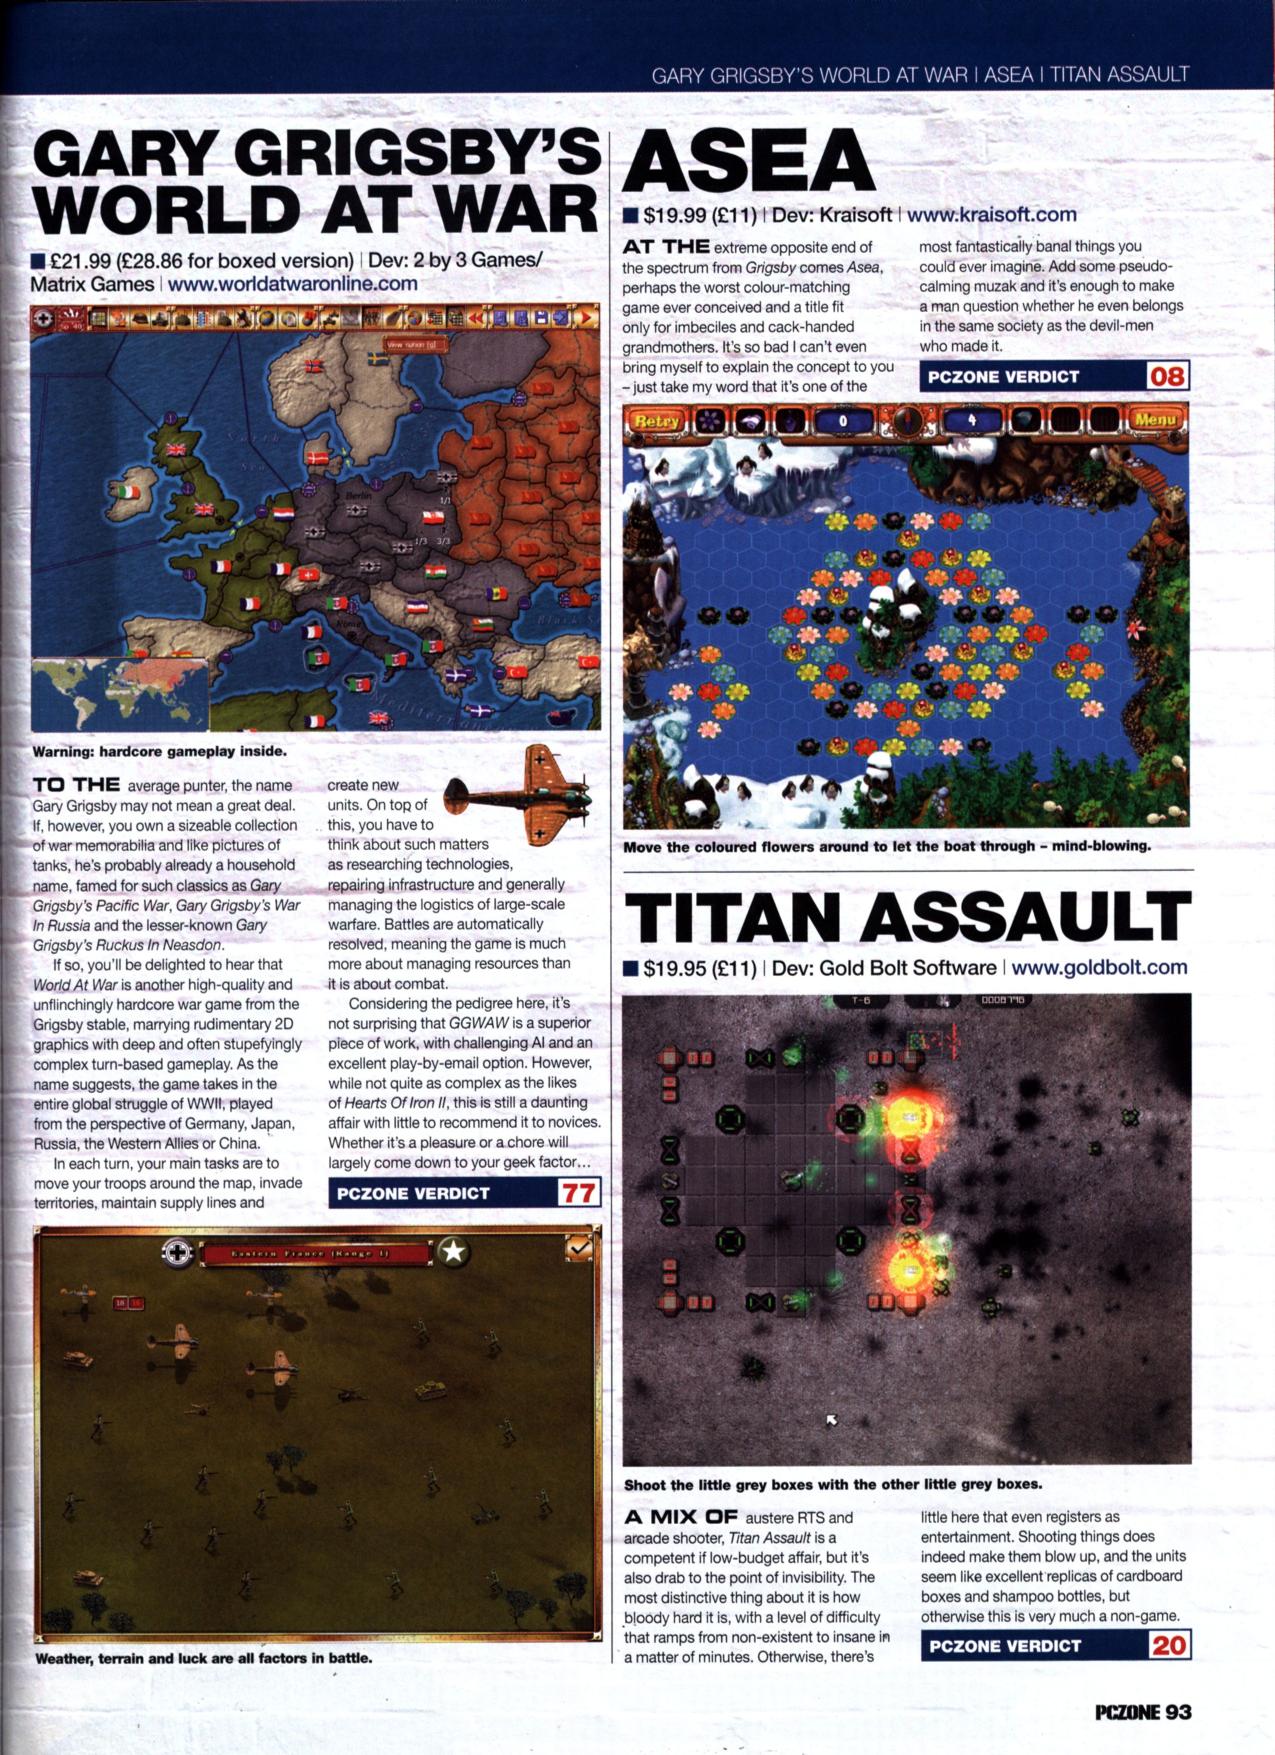 GARY GRIGSBY'S WORLD AT WAR | ASEA | TITAN ASSAULT
GARY GRIGSBY'S
WORLD AT WAR
■ £21.99 (£28.86 for boxed version) | Dev: 2 by 3 Games/
Matrix Games | www.worldatwaronline.com
View nation [g]
North
Sea
Berlin
1/1
1/3 3/3
Rome
Black S
Warning: hardcore gameplay inside.
TO THE average punter, the name
Gary Grigsby may not mean a great deal.
If, however, you own a sizeable collection
of war memorabilia and like pictures of
tanks, he's probably already a household
name, famed for such classics as Gary
Grigsby's Pacific War, Gary Grigsby's War
In Russia and the lesser-known Gary
Grigsby's Ruckus In Neasdon.
If so, you'll be delighted to hear that
World At War is another high-quality and
unflinchingly hardcore war game from the
Grigsby stable, marrying rudimentary 2D
graphics with deep and often stupefyingly
complex turn-based gameplay. As the
name suggests, the game takes in the
entire global struggle of WWII, played
from the perspective of Germany, Japan,
Russia, the Western Allies or China.
In each turn, your main tasks are to
move your troops around the map, invade
territories, maintain supply lines and
create new
units. On top of
this, you have to
think about such matters
as researching technologies,
repairing infrastructure and generally
managing the logistics of large-scale
warfare. Battles are automatically
resolved, meaning the game is much
more about managing resources than
it is about combat.
Considering the pedigree here, it's
not surprising that GGWAW is a superior
piece of work, with challenging AI and an
excellent play-by-email option. However,
while not quite as complex as the likes
of Hearts Of Iron II, this is still a daunting
affair with little to recommend it to novices.
Whether it's a pleasure or a chore will
largely come down to your geek factor...
PCZONE VERDICT 77
Eastern France (Range 1)
Weather, terrain and luck are all factors in battle.
ASEA
■ $19.99 (£11) | Dev: Kraisoft | www.kraisoft.com
AT THE extreme opposite end of
the spectrum from Grigsby comes Asea,
perhaps the worst colour-matching
game ever conceived and a title fit
only for imbeciles and cack-handed
grandmothers. It's so bad I can't even
bring myself to explain the concept to you
– just take my word that it's one of the
most fantastically banal things you
could ever imagine. Add some pseudo-
calming muzak and it's enough to make
a man question whether he even belongs
in the same society as the devil-men
who made it.
PCZONE VERDICT 08
Retry 0 4 Menu
Move the coloured flowers around to let the boat through – mind-blowing.
TITAN ASSAULT
■ $19.95 (£11) | Dev: Gold Bolt Software | www.goldbolt.com
T-6
Shoot the little grey boxes with the other little grey boxes.
A MIX OF austere RTS and
arcade shooter, Titan Assault is a
competent if low-budget affair, but it's
also drab to the point of invisibility. The
most distinctive thing about it is how
bloody hard it is, with a level of difficulty
that ramps from non-existent to insane in
a matter of minutes. Otherwise, there's
little here that even registers as
entertainment. Shooting things does
indeed make them blow up, and the units
seem like excellent replicas of cardboard
boxes and shampoo bottles, but
otherwise this is very much a non-game.
PCZONE VERDICT 20
PCZONE 93